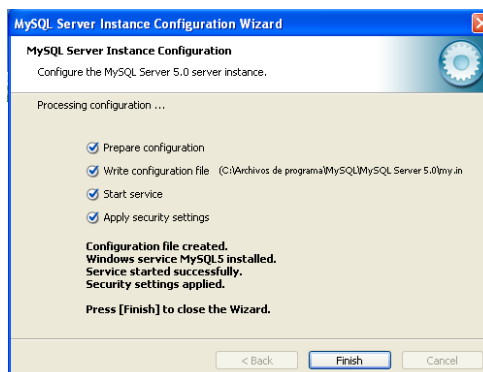 MySQL Server Instance Configuration Wizard
MySQL Server Instance Configuration
Configure the MySQL Server 5.0 server instance.
Processing configuration ...
Prepare configuration
Write configuration file (C:\Archivos de programa\MySQL\MySQL Server 5.0\my.in
Start service
Apply security settings
Configuration file created.
Windows service MySQL5 installed.
Service started successfully.
Security settings applied.
Press [Finish] to close the Wizard.
< Back
Finish
Cancel